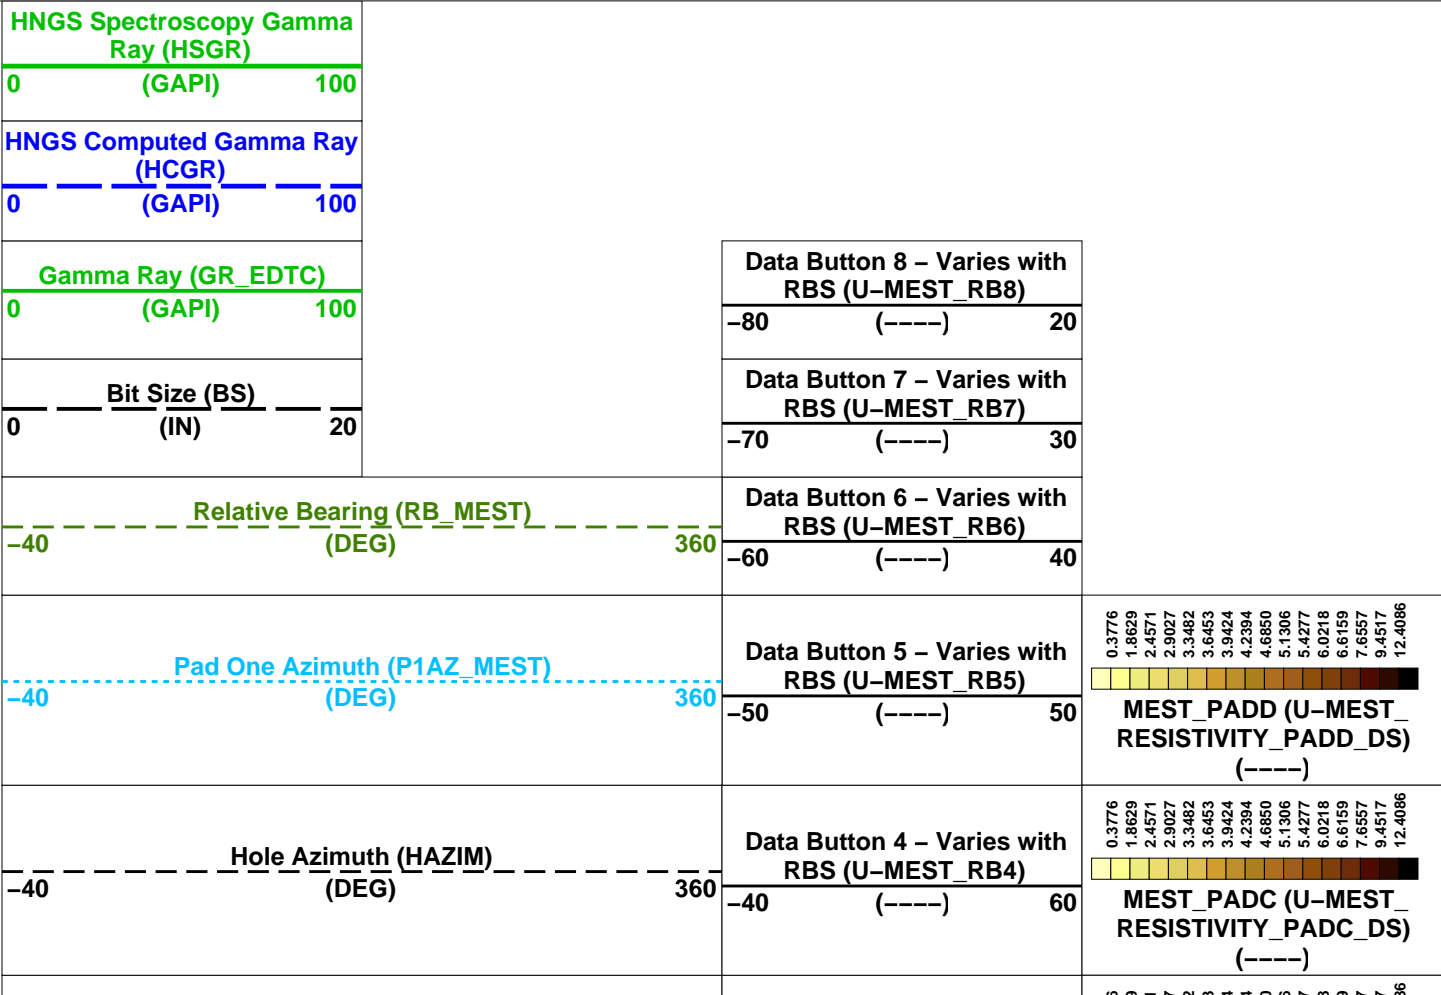 HNGS Spectroscopy Gamma
Ray (HSGR)
0 (GAPI) 100
HNGS Computed Gamma Ray
(HCGR)
0 (GAPI) 100
Gamma Ray (GR_EDTC)
0 (GAPI) 100
Bit Size (BS)
0 (IN) 20
Data Button 8 – Varies with
RBS (U–MEST_RB8)
–80 (––––) 20
Data Button 7 – Varies with
RBS (U–MEST_RB7)
–70 (––––) 30
Relative Bearing (RB_MEST)
–40 (DEG) 360
Data Button 6 – Varies with
RBS (U–MEST_RB6)
–60 (––––) 40
Pad One Azimuth (P1AZ_MEST)
–40 (DEG) 360
Data Button 5 – Varies with
RBS (U–MEST_RB5)
–50 (––––) 50
0.3776
1.8629
2.4571
2.9027
3.3482
3.6453
3.9424
4.2394
4.6850
5.1306
5.4277
6.0218
6.6159
7.6557
9.4517
12.4086
MEST_PADD (U–MEST_
RESISTIVITY_PADD_DS)
(––––)
Hole Azimuth (HAZIM)
–40 (DEG) 360
Data Button 4 – Varies with
RBS (U–MEST_RB4)
–40 (––––) 60
0.3776
1.8629
2.4571
2.9027
3.3482
3.6453
3.9424
4.2394
4.6850
5.1306
5.4277
6.0218
6.6159
7.6557
9.4517
12.4086
MEST_PADC (U–MEST_
RESISTIVITY_PADC_DS)
(––––)